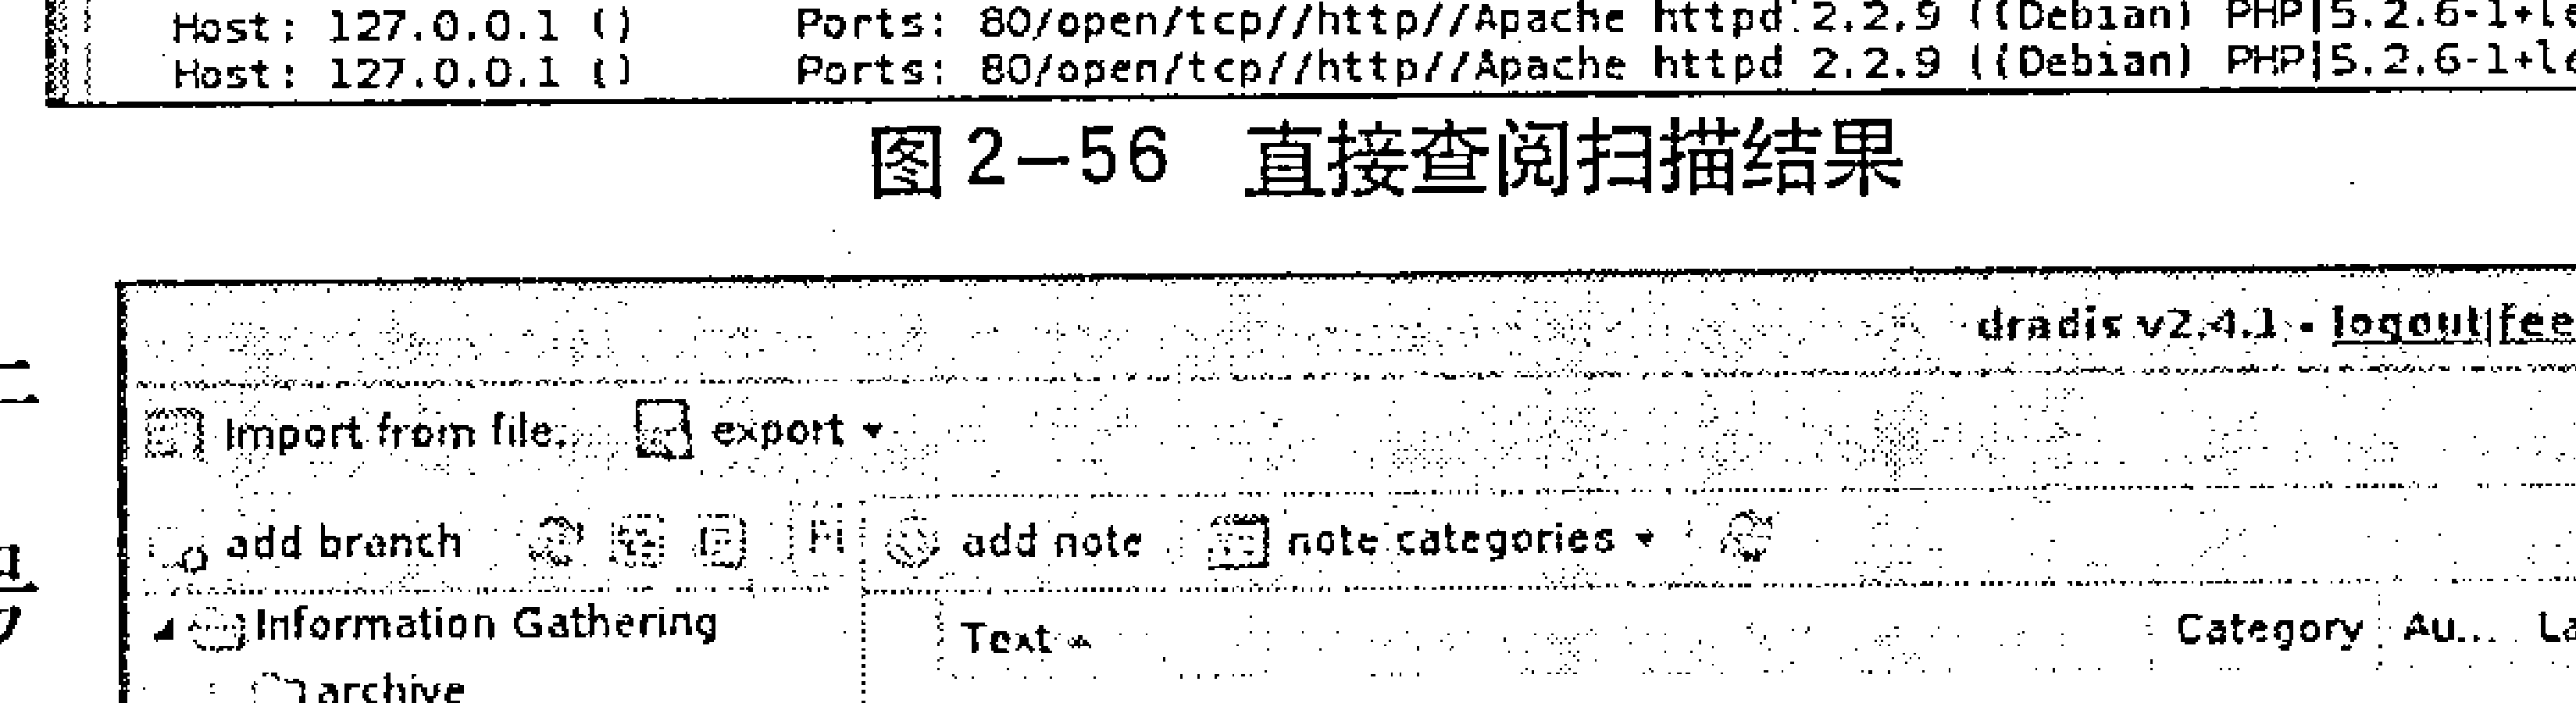 Host: 127.0.0.1 () Ports: 80/open/tcp//http//Apache httpd 2.2.9 ((Debian) PHP|5.2.6-1+le
Host: 127.0.0.1 () Ports: 80/open/tcp//http//Apache httpd 2.2.9 ((Debian) PHP|5.2.6-1+le
图2-56 直接查阅扫描结果
dradis v2.4.1 - logout|fee
Import from file. export
add branch add note note categories
Information Gathering Text Category Au... La
archive